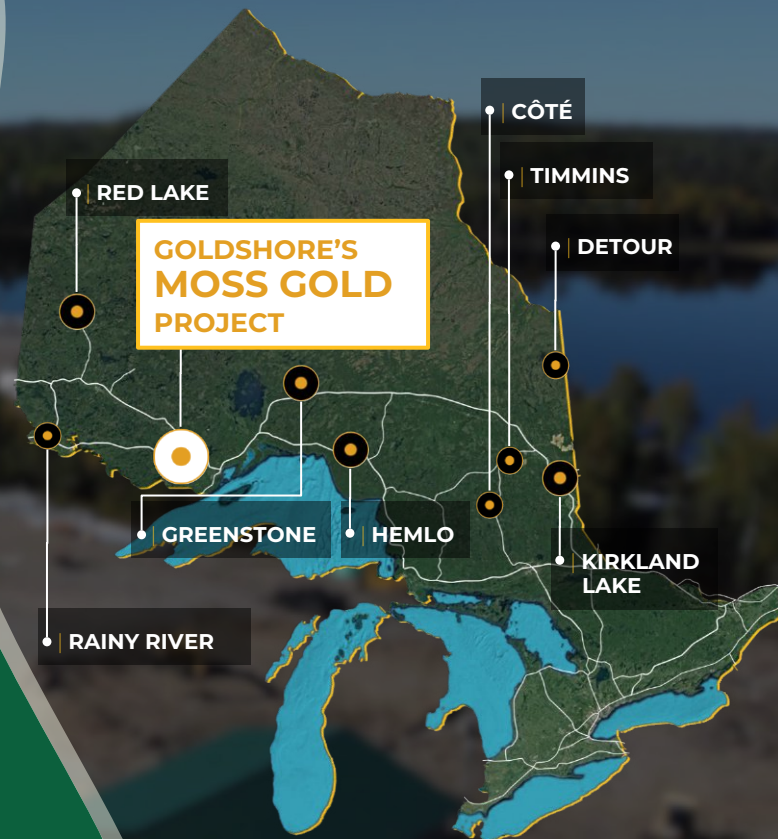 CÔTÉ
TIMMINS
RED LAKE
DETOUR
GOLDSHORE'S
MOSS GOLD
PROJECT
GREENSTONE
HEMLO
KIRKLAND
LAKE
RAINY RIVER